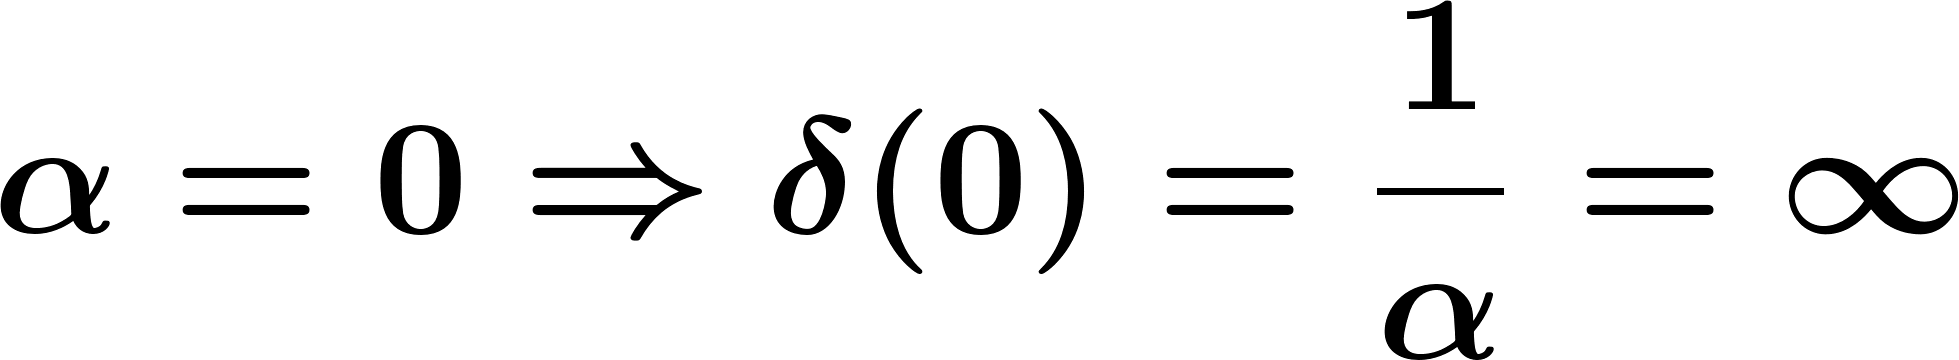 α = 0 ⇒ δ(0) = 1/α = ∞